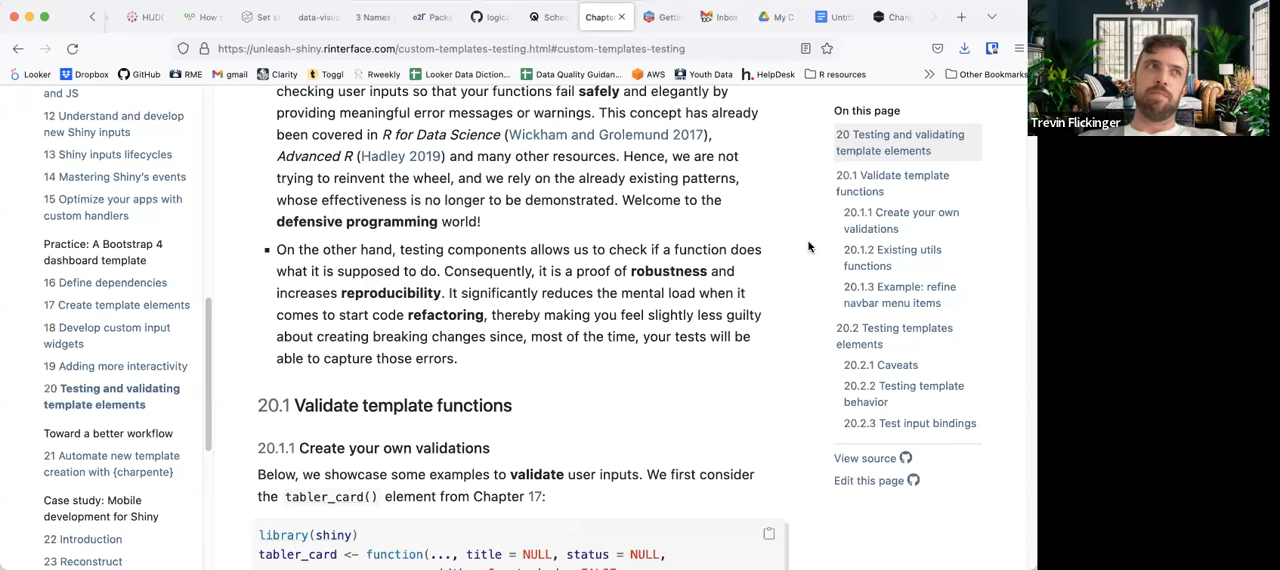 HUDL
How t
Set as
data-visu
3 Names
Pack
logica
Sche
Chapte
Gettin
Inbox
My D
Untit
Chang
https://unleash-shiny.rinterface.com/custom-templates-testing.html#custom-templates-testing
Looker
Dropbox
GitHub
RME
gmail
Clarity
Toggl
Rweekly
Looker Data Diction...
Data Quality Guidan...
AWS
Youth Data
HelpDesk
R resources
Other Bookmarks
and JS
12 Understand and develop
new Shiny inputs
13 Shiny inputs lifecycles
14 Mastering Shiny's events
15 Optimize your apps with
custom handlers
Practice: A Bootstrap 4
dashboard template
16 Define dependencies
17 Create template elements
18 Develop custom input
widgets
19 Adding more interactivity
20 Testing and validating
template elements
Toward a better workflow
21 Automate new template
creation with {charpente}
Case study: Mobile
development for Shiny
22 Introduction
23 Reconstruct
checking user inputs so that your functions fail safely and elegantly by
providing meaningful error messages or warnings. This concept has already
been covered in R for Data Science (Wickham and Grolemund 2017),
Advanced R (Hadley 2019) and many other resources. Hence, we are not
trying to reinvent the wheel, and we rely on the already existing patterns,
whose effectiveness is no longer to be demonstrated. Welcome to the
defensive programming world!
On the other hand, testing components allows us to check if a function does
what it is supposed to do. Consequently, it is a proof of robustness and
increases reproducibility. It significantly reduces the mental load when it
comes to start code refactoring, thereby making you feel slightly less guilty
about creating breaking changes since, most of the time, your tests will be
able to capture those errors.
20.1 Validate template functions
20.1.1 Create your own validations
Below, we showcase some examples to validate user inputs. We first consider
the tabler_card() element from Chapter 17:
library(shiny)
tabler_card <- function(..., title = NULL, status = NULL,
On this page
20 Testing and validating
template elements
20.1 Validate template
functions
20.1.1 Create your own
validations
20.1.2 Existing utils
functions
20.1.3 Example: refine
navbar menu items
20.2 Testing templates
elements
20.2.1 Caveats
20.2.2 Testing template
behavior
20.2.3 Test input bindings
View source
Edit this page
Trevin Flickinger